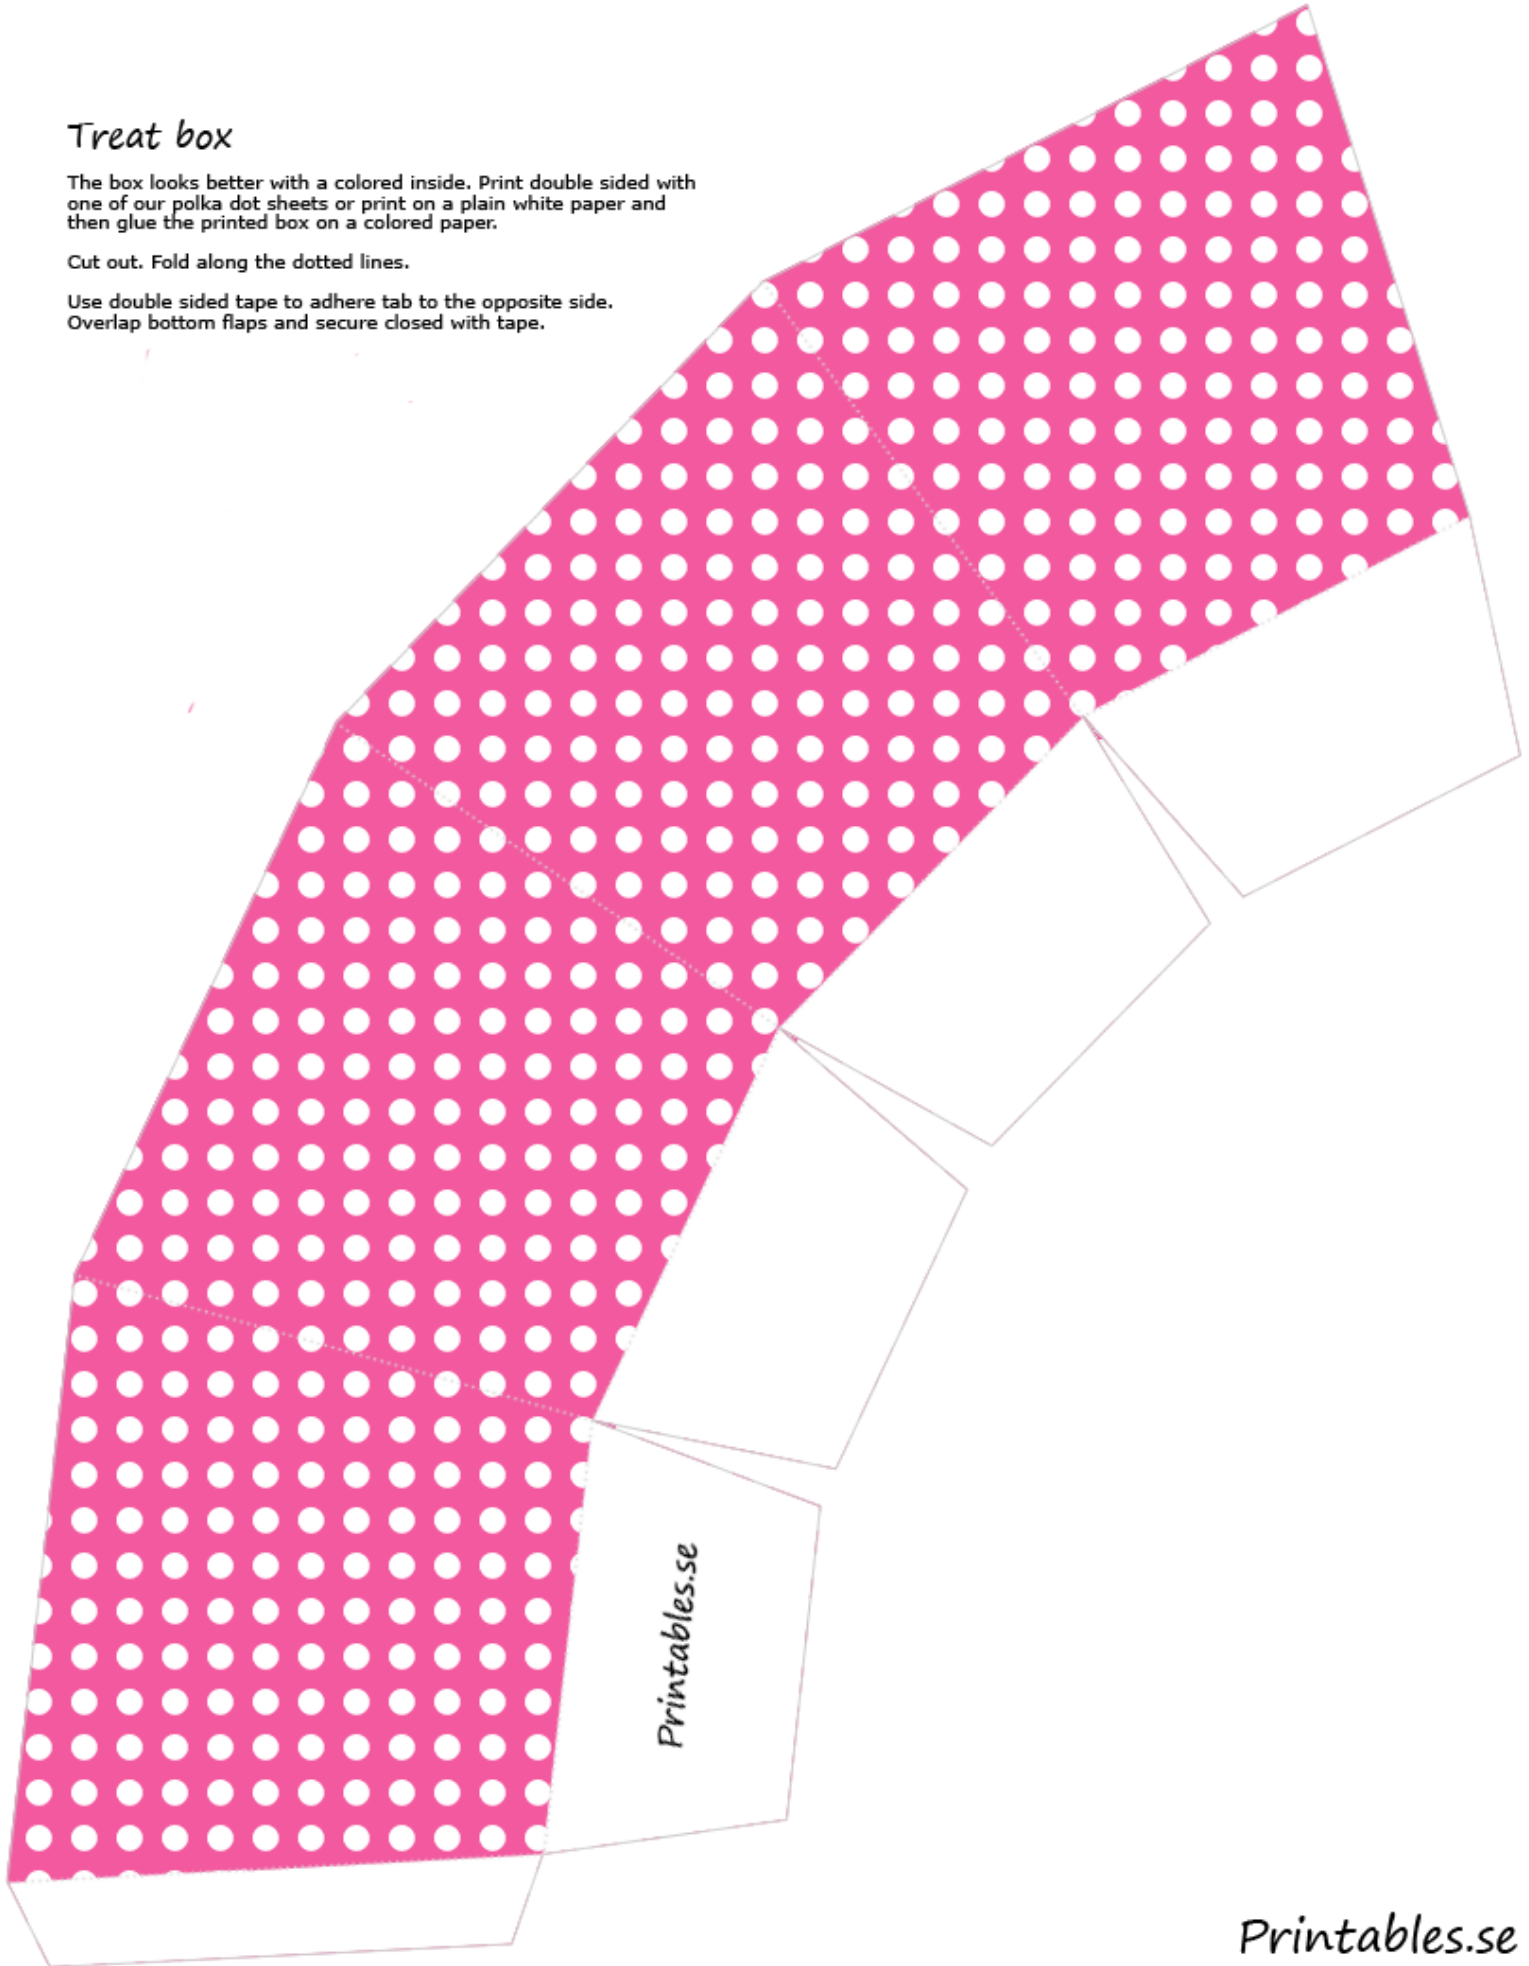 Treat box
The box looks better with a colored inside. Print double sided with
one of our polka dot sheets or print on a plain white paper and
then glue the printed box on a colored paper.
Cut out. Fold along the dotted lines.
Use double sided tape to adhere tab to the opposite side.
Overlap bottom flaps and secure closed with tape.
Printables.se
Printables.se